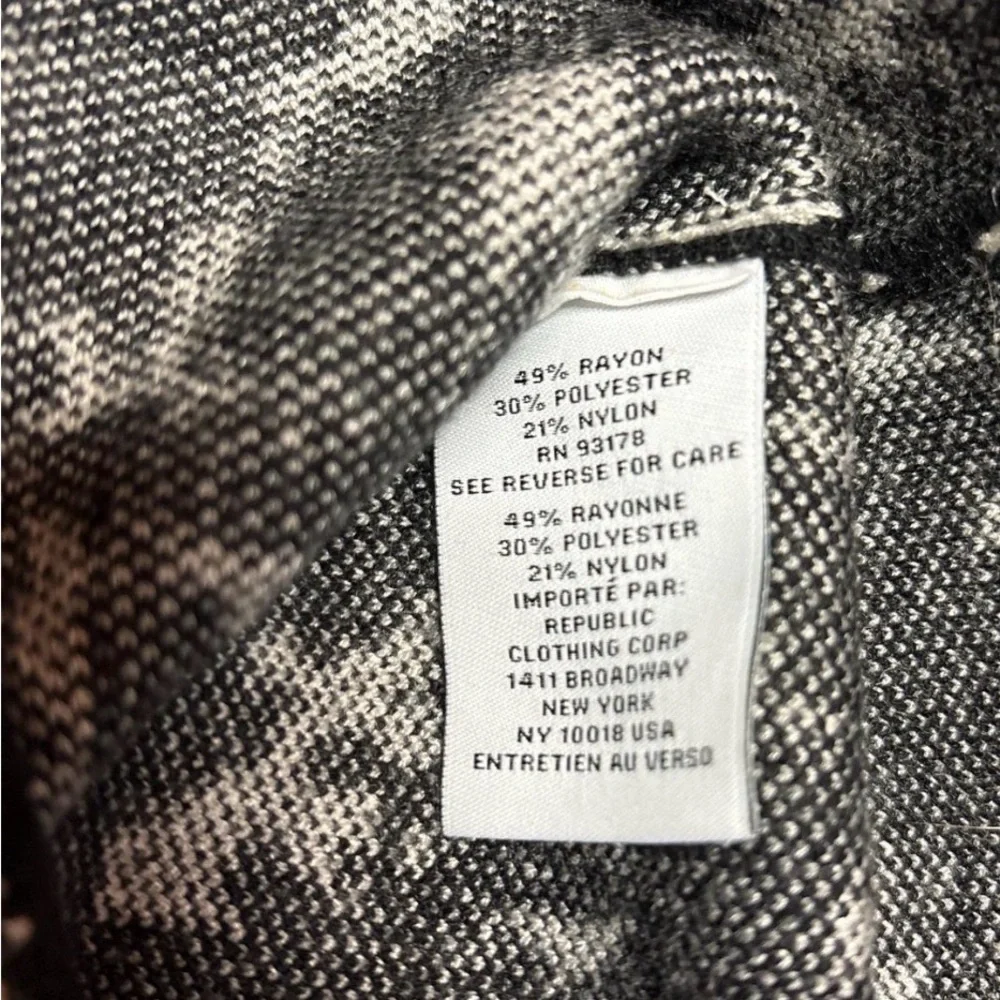 49% RAYON
30% POLYESTER
21% NYLON
RN 93178
SEE REVERSE FOR CARE
49% RAYONNE
30% POLYESTER
21% NYLON
IMPORTÉ PAR:
REPUBLIC
CLOTHING CORP
1411 BROADWAY
NEW YORK
NY 10018 USA
ENTRETIEN AU VERSO